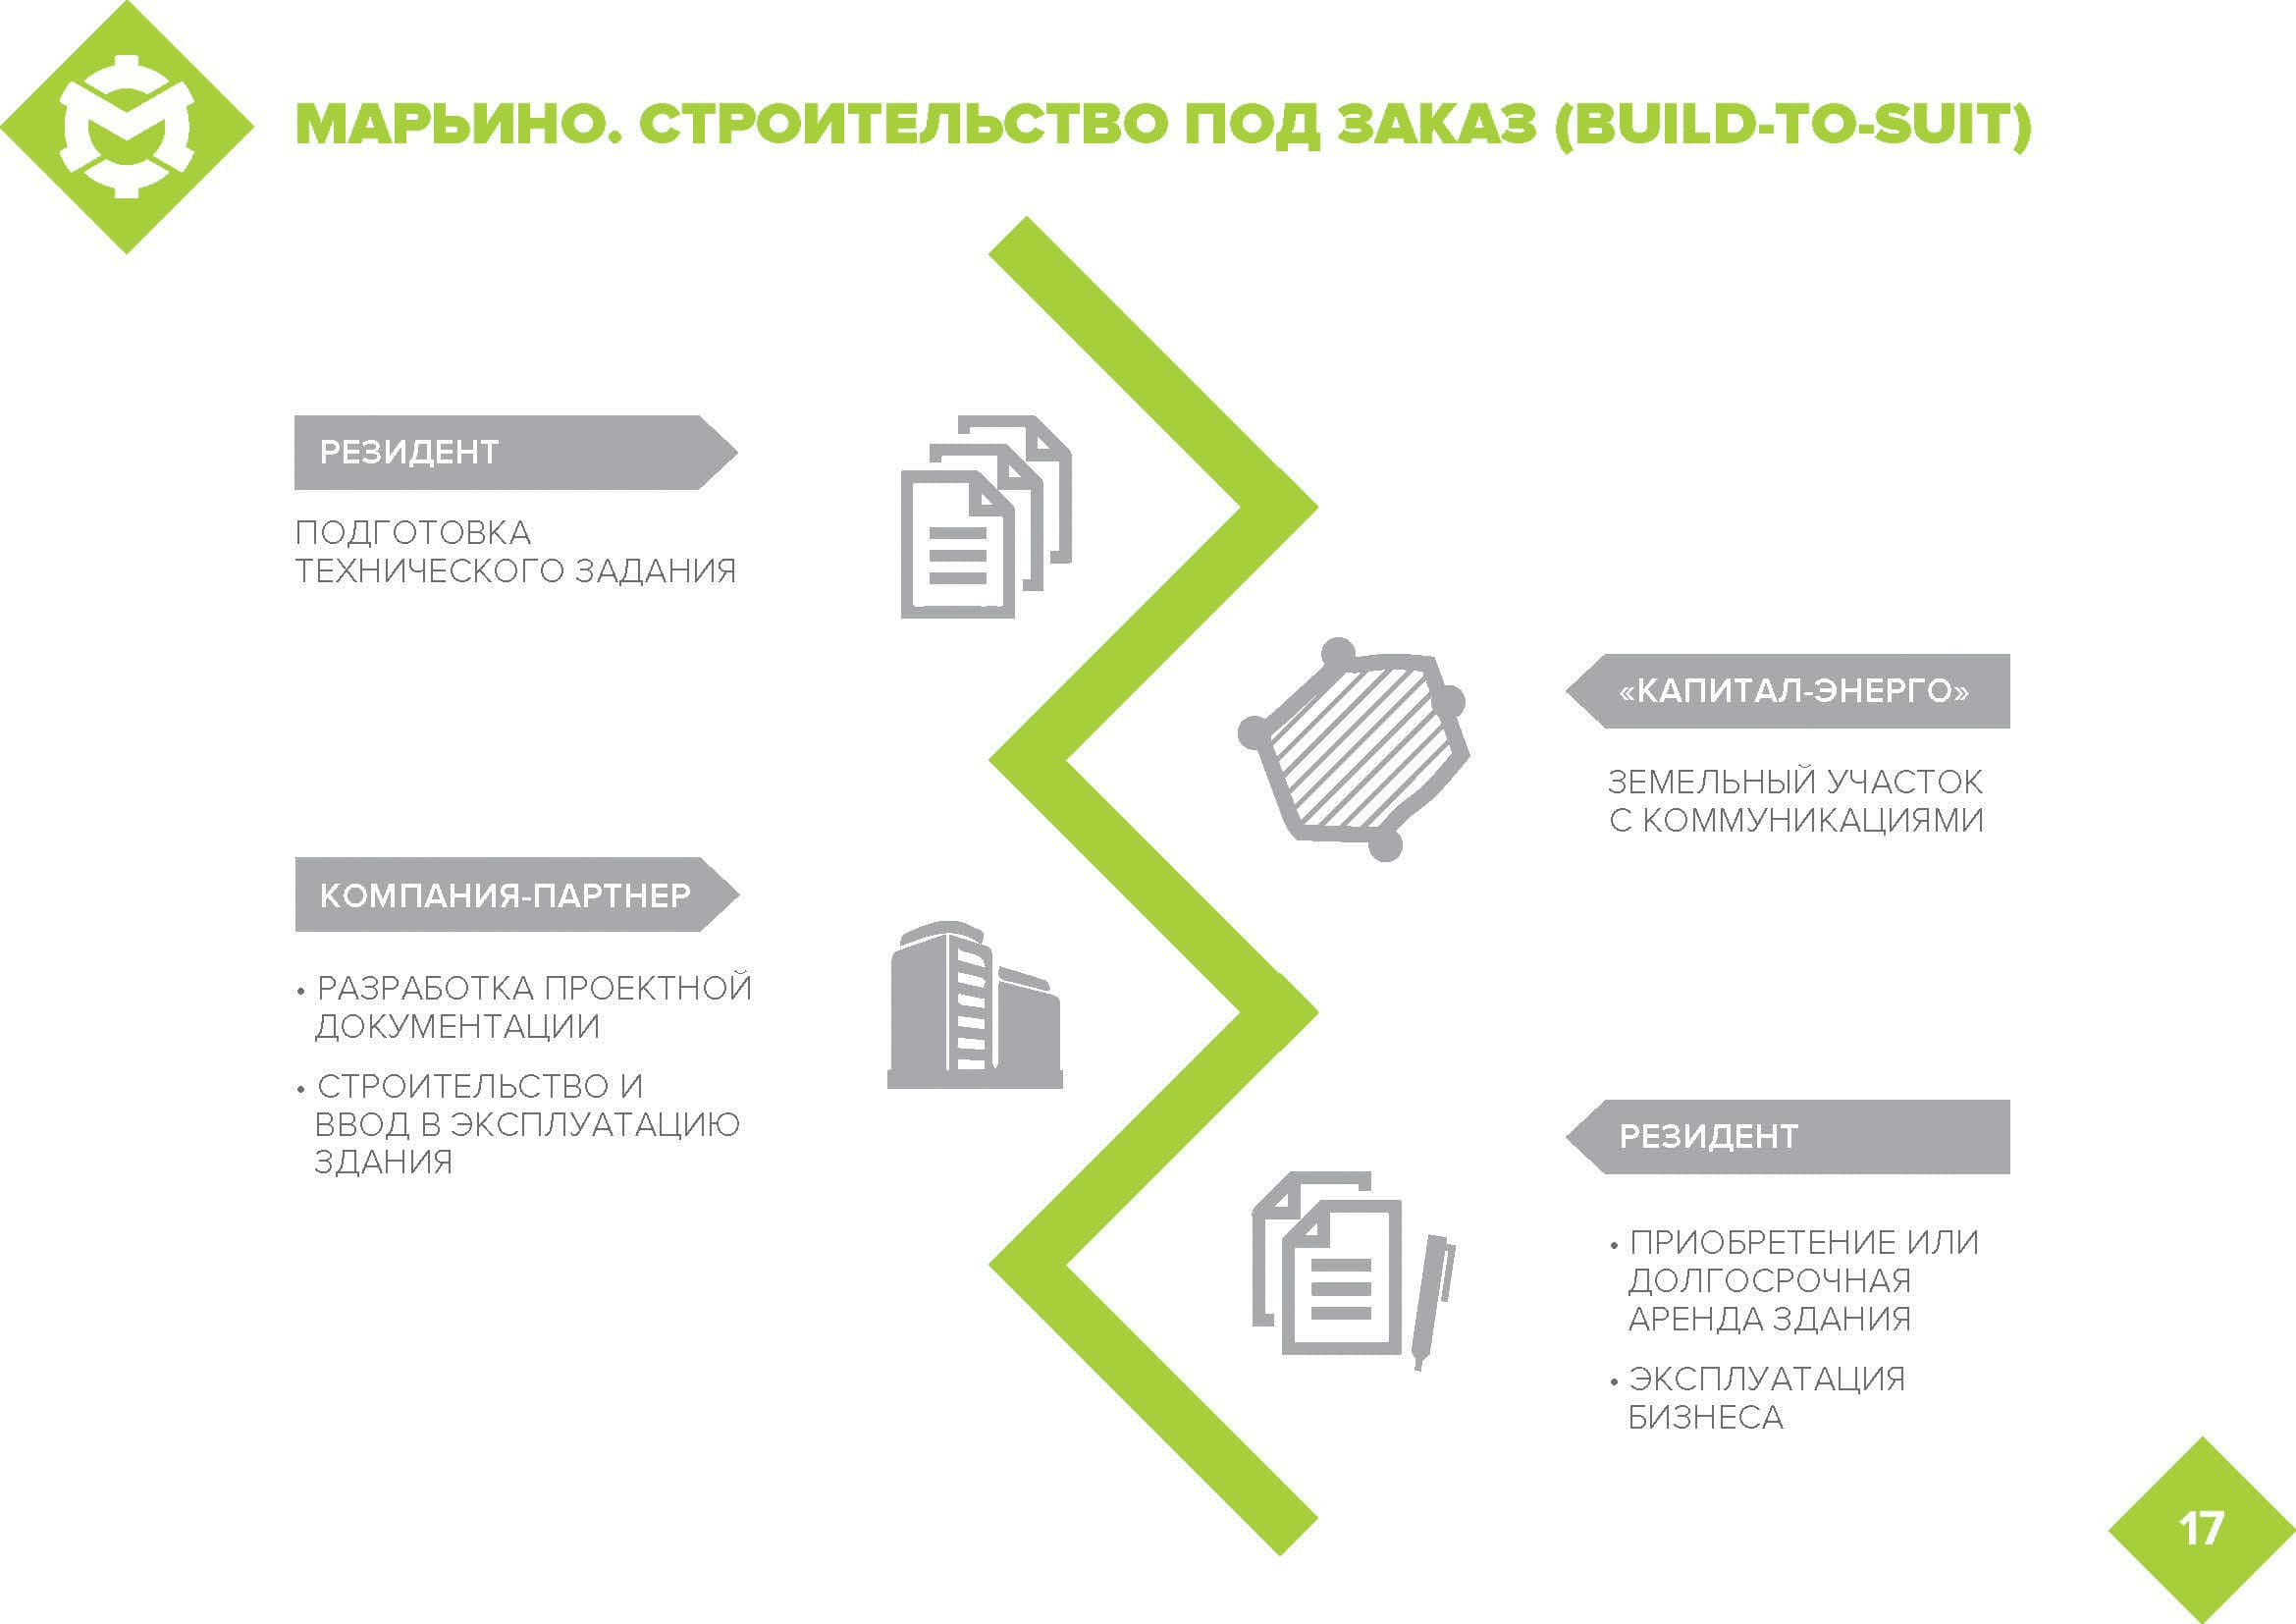 МАРЬИНО. СТРОИТЕЛЬСТВО ПОД ЗАКАЗ (BUILD-TO-SUIT)
РЕЗИДЕНТ
ПОДГОТОВКА
ТЕХНИЧЕСКОГО ЗАДАНИЯ
«КАПИТАЛ-ЭНЕРГО»
ЗЕМЕЛЬНЫЙ УЧАСТОК
С КОММУНИКАЦИЯМИ
КОМПАНИЯ-ПАРТНЕР
• РАЗРАБОТКА ПРОЕКТНОЙ
ДОКУМЕНТАЦИИ
• СТРОИТЕЛЬСТВО И
ВВОД В ЭКСПЛУАТАЦИЮ
ЗДАНИЯ
РЕЗИДЕНТ
• ПРИОБРЕТЕНИЕ ИЛИ
ДОЛГОСРОЧНАЯ
АРЕНДА ЗДАНИЯ
• ЭКСПЛУАТАЦИЯ
БИЗНЕСА
17